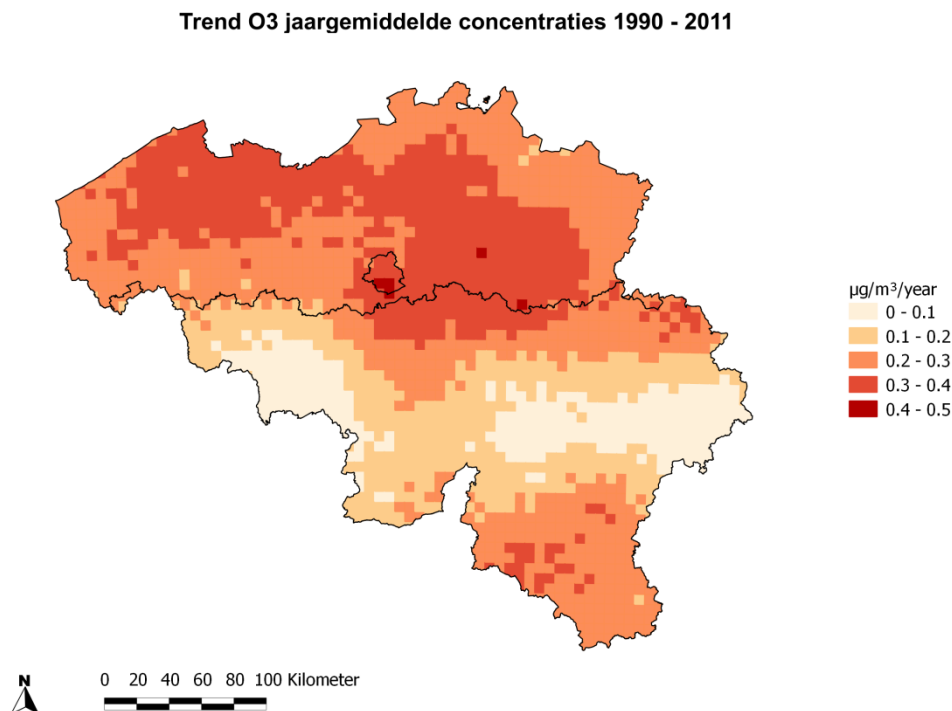 Trend O3 jaargemiddelde concentraties 1990 - 2011
µg/m³/year
0 - 0.1
0.1 - 0.2
0.2 - 0.3
0.3 - 0.4
0.4 - 0.5
N
0 20 40 60 80 100 Kilometer